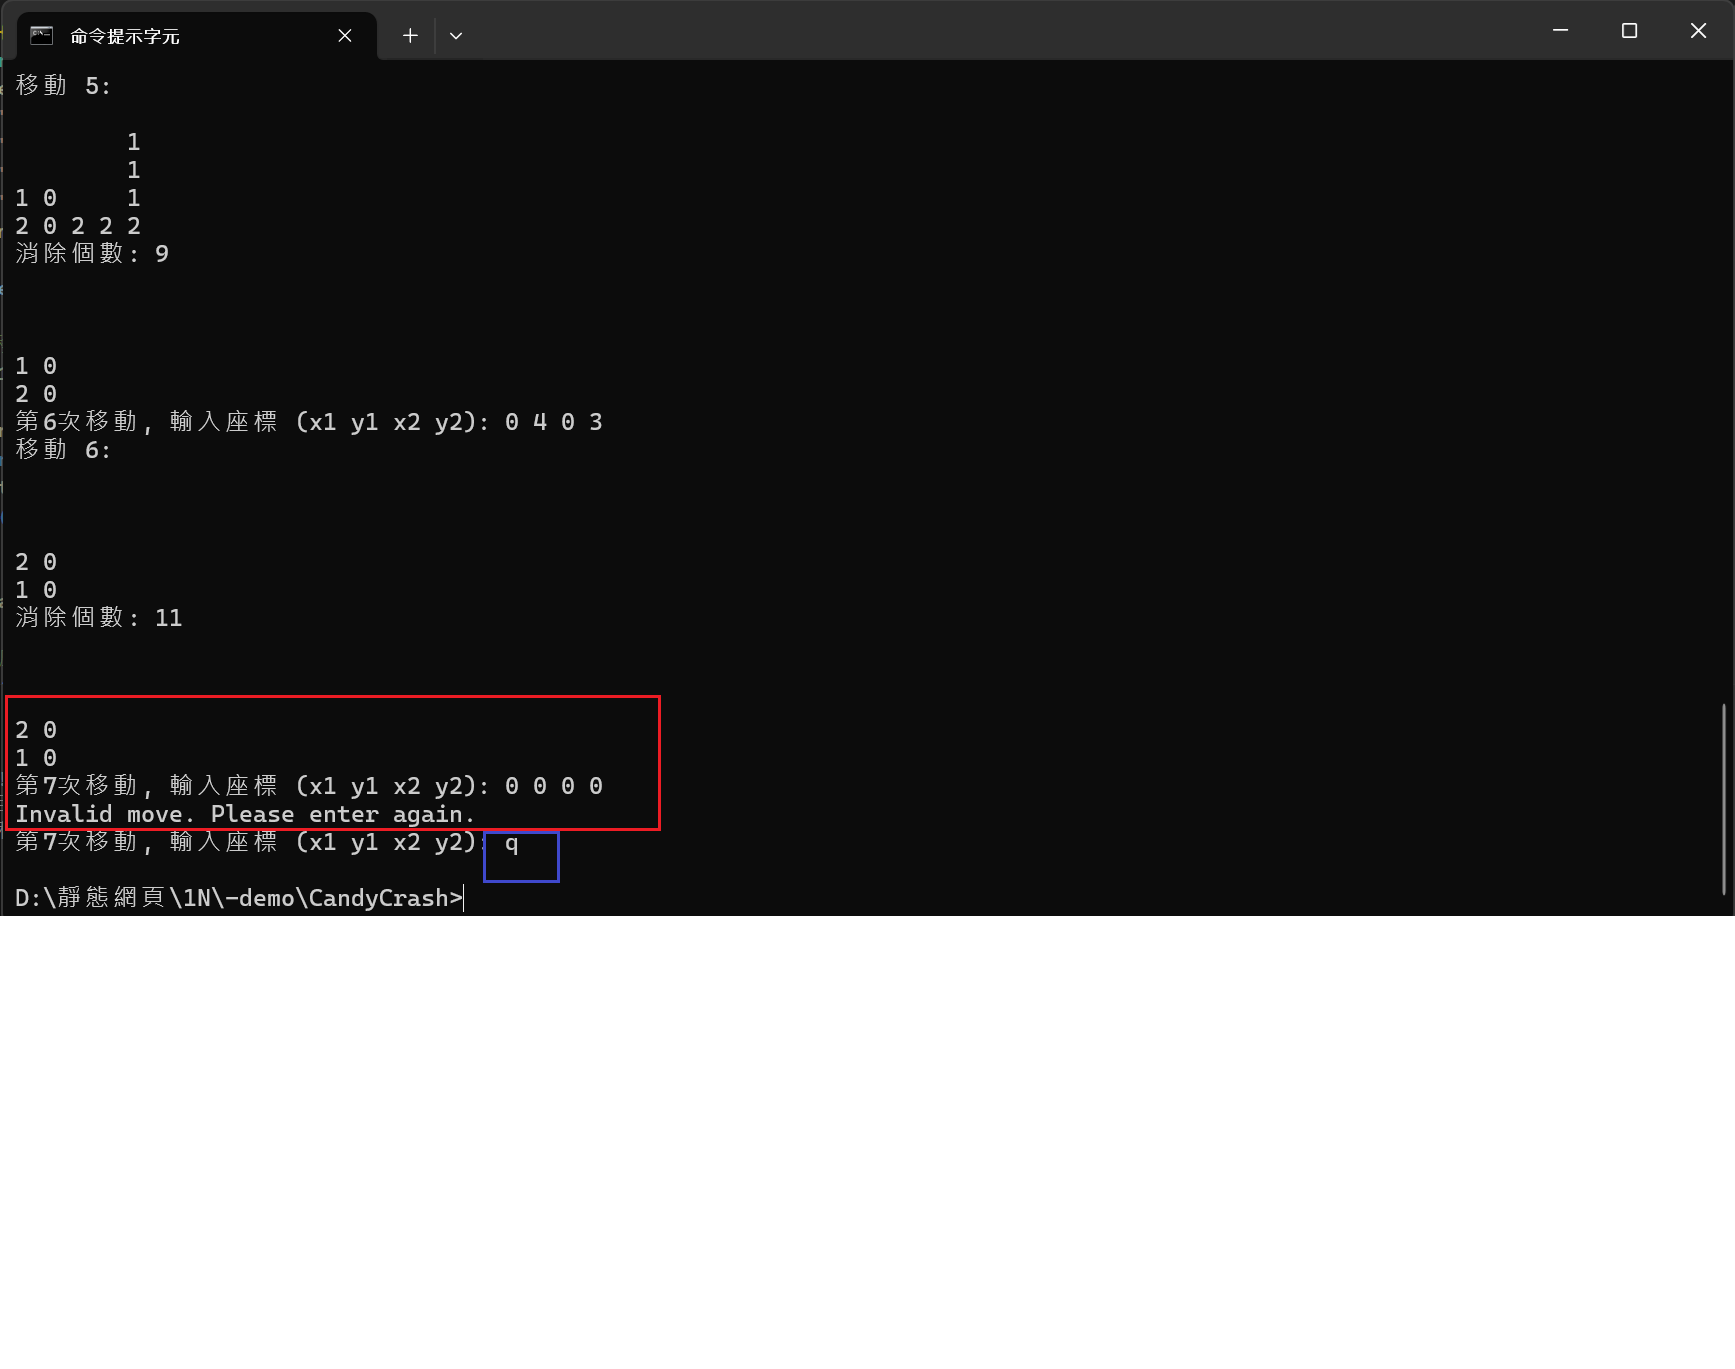 命令提示字元
移動 5:
1
1
1 0     1
2 0 2 2 2
消除個數: 9
1 0
2 0
第6次移動, 輸入座標 (x1 y1 x2 y2): 0 4 0 3
移動 6:
2 0
1 0
消除個數: 11
2 0
1 0
第7次移動, 輸入座標 (x1 y1 x2 y2): 0 0 0 0
Invalid move. Please enter again.
第7次移動, 輸入座標 (x1 y1 x2 y2): q
D:\靜態網頁\1N\-demo\CandyCrash>